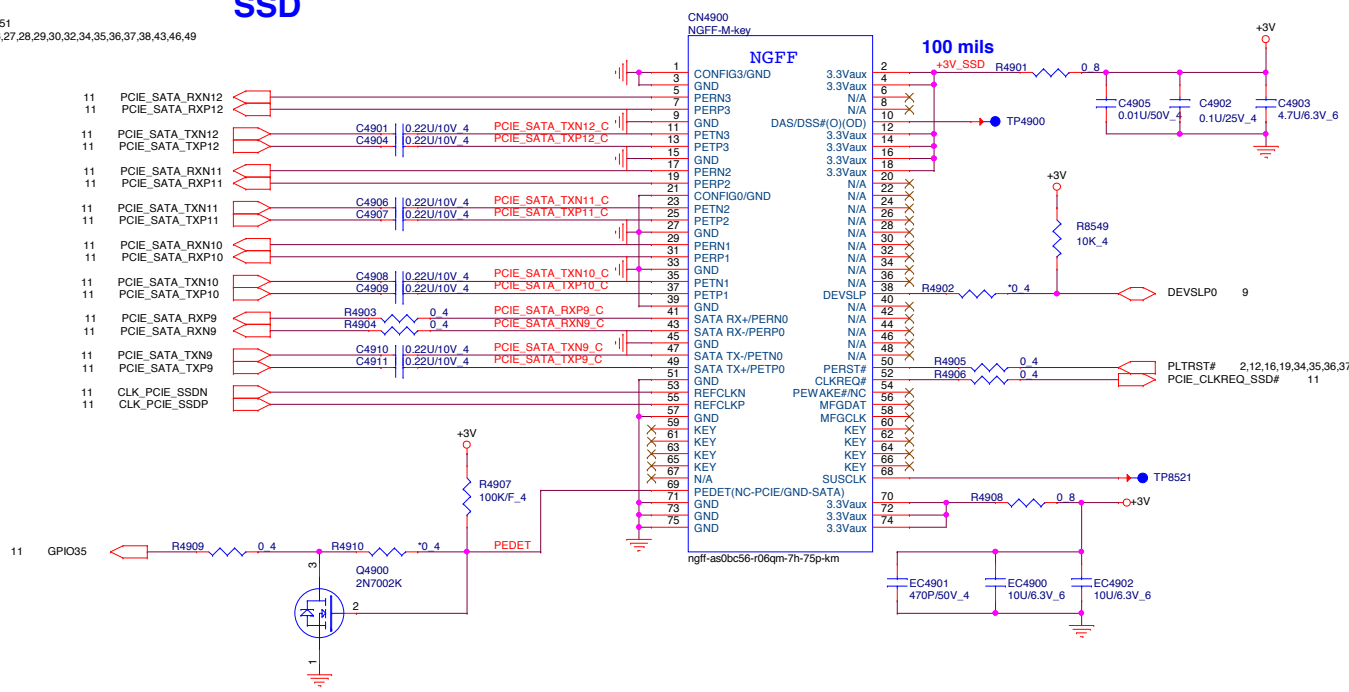 SSD
51
,27,28,29,30,32,34,35,36,37,38,43,46,49
CN4900
NGFF-M-key
NGFF
100 mils
+3V_SSD
R4901
0_8
+3V
C4905
0.01U/50V_4
C4902
0.1U/25V_4
C4903
4.7U/6.3V_6
1 CONFIG3/GND
3 GND
5 PERN3
7 PERP3
9 GND
11 PETN3
13 PETP3
15 GND
17 PERN2
19 PERP2
21 CONFIG0/GND
23 PETN2
25 PETP2
27 GND
29 PERN1
31 PERP1
33 GND
35 PETN1
37 PETP1
39 GND
41 SATA RX+/PERN0
43 SATA RX-/PERP0
45 GND
47 SATA TX-/PETN0
49 SATA TX+/PETP0
51 GND
53 REFCLKN
55 REFCLKP
57 GND
59 KEY
61 KEY
63 KEY
65 KEY
67 N/A
69 PEDET(NC-PCIE/GND-SATA)
71 GND
73 GND
75 GND
3.3Vaux 2
3.3Vaux 4
N/A 6
N/A 8
DAS/DSS#(O)(OD) 10
3.3Vaux 12
3.3Vaux 14
3.3Vaux 16
3.3Vaux 18
N/A 20
N/A 22
N/A 24
N/A 26
N/A 28
N/A 30
N/A 32
N/A 34
N/A 36
DEVSLP 38
N/A 40
N/A 42
N/A 44
N/A 46
N/A 48
PERST# 50
CLKREQ# 52
PEWAKE#/NC 54
MFGDAT 56
MFGCLK 58
KEY 60
KEY 62
KEY 64
KEY 66
SUSCLK 68
3.3Vaux 70
3.3Vaux 72
3.3Vaux 74
ngff-as0bc56-r06qm-7h-75p-km
11 PCIE_SATA_RXN12
11 PCIE_SATA_RXP12
11 PCIE_SATA_TXN12 C4901 0.22U/10V_4 PCIE_SATA_TXN12_C
11 PCIE_SATA_TXP12 C4904 0.22U/10V_4 PCIE_SATA_TXP12_C
11 PCIE_SATA_RXN11
11 PCIE_SATA_RXP11
11 PCIE_SATA_TXN11 C4906 0.22U/10V_4 PCIE_SATA_TXN11_C
11 PCIE_SATA_TXP11 C4907 0.22U/10V_4 PCIE_SATA_TXP11_C
11 PCIE_SATA_RXN10
11 PCIE_SATA_RXP10
11 PCIE_SATA_TXN10 C4908 0.22U/10V_4 PCIE_SATA_TXN10_C
11 PCIE_SATA_TXP10 C4909 0.22U/10V_4 PCIE_SATA_TXP10_C
11 PCIE_SATA_RXP9 R4903 0_4 PCIE_SATA_RXP9_C
11 PCIE_SATA_RXN9 R4904 0_4 PCIE_SATA_RXN9_C
11 PCIE_SATA_TXN9 C4910 0.22U/10V_4 PCIE_SATA_TXN9_C
11 PCIE_SATA_TXP9 C4911 0.22U/10V_4 PCIE_SATA_TXP9_C
11 CLK_PCIE_SSDN
11 CLK_PCIE_SSDP
TP4900
+3V
R8549
10K_4
R4902 *0_4 DEVSLP0 9
R4905 0_4 PLTRST# 2,12,16,19,34,35,36,37
R4906 0_4 PCIE_CLKREQ_SSD# 11
TP8521
R4908 0_8 +3V
EC4901
470P/50V_4
EC4900
10U/6.3V_6
EC4902
10U/6.3V_6
+3V
R4907
100K/F_4
11 GPIO35 R4909 0_4 R4910 *0_4 PEDET
Q4900
2N7002K
3
2
1